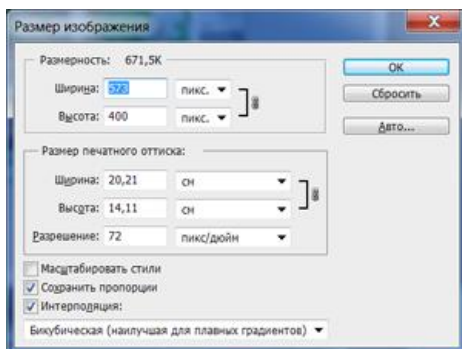 Размер изображения
Размерность: 671,5K
OK
Ширина: 573 пикс.
Сбросить
Высота: 400 пикс.
Авто...
Размер печатного оттиска:
Ширина: 20,21 см
Высота: 14,11 см
Разрешение: 72 пикс/дюйм
Масштабировать стили
Сохранить пропорции
Интерполяция:
Бикубическая (наилучшая для плавных градиентов)